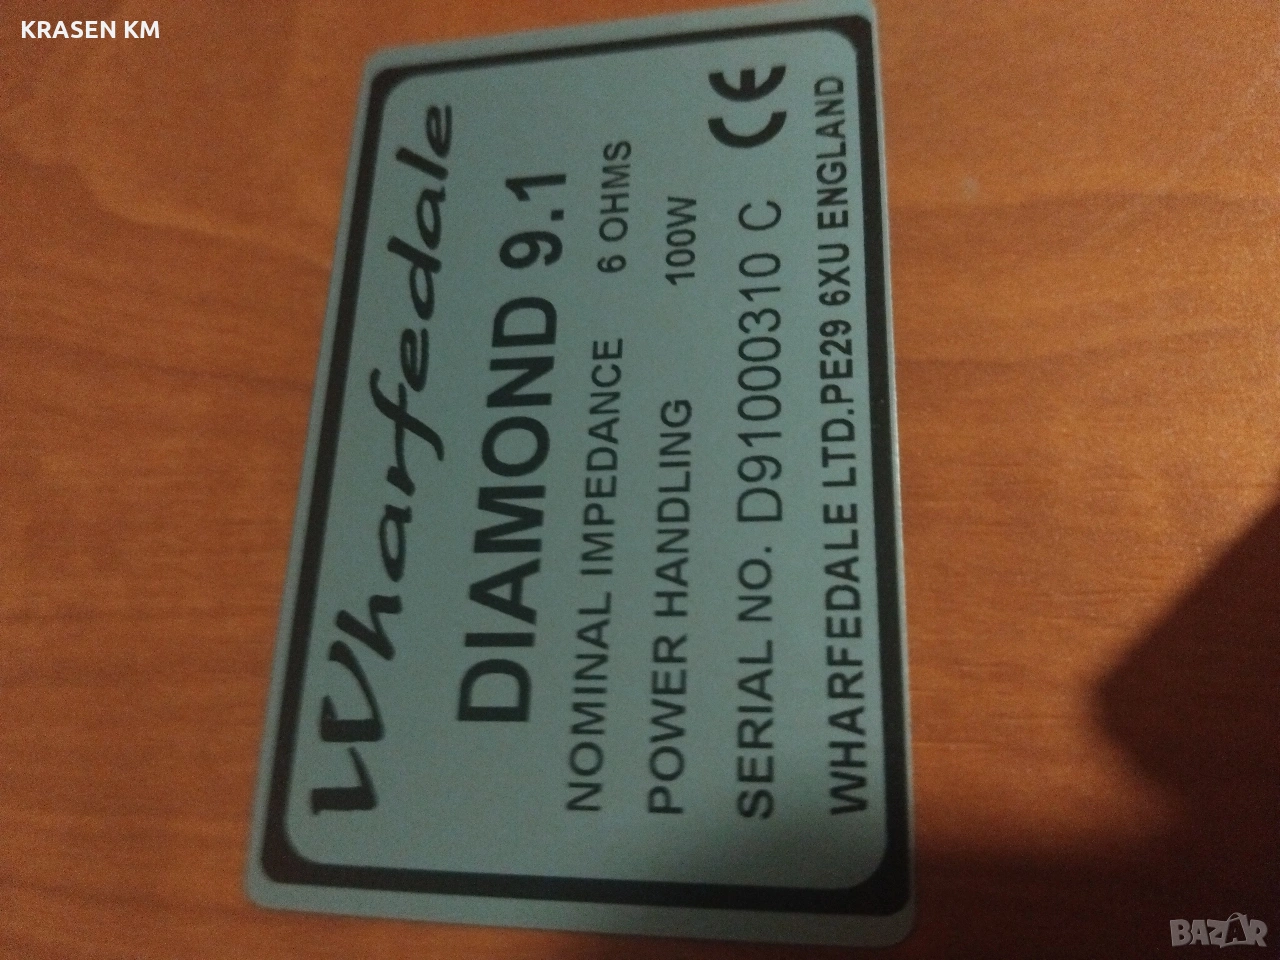 KRASEN KM
Wharfedale
DIAMOND 9.1
NOMINAL IMPEDANCE 6 OHMS
POWER HANDLING 100W
SERIAL NO. D91000310 C CE
WHARFEDALE LTD.PE29 6XU ENGLAND
BAZAR